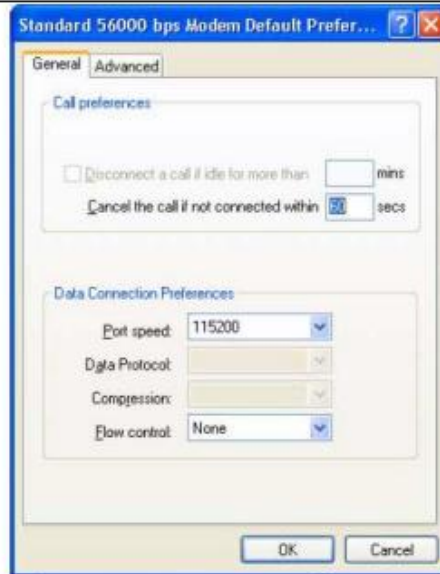 Standard 56000 bps Modem Default Prefer...
General Advanced
Call preferences
Disconnect a call if idle for more than mins
Cancel the call if not connected within 60 secs
Data Connection Preferences
Port speed: 115200
Data Protocol:
Compression:
Flow control: None
OK Cancel